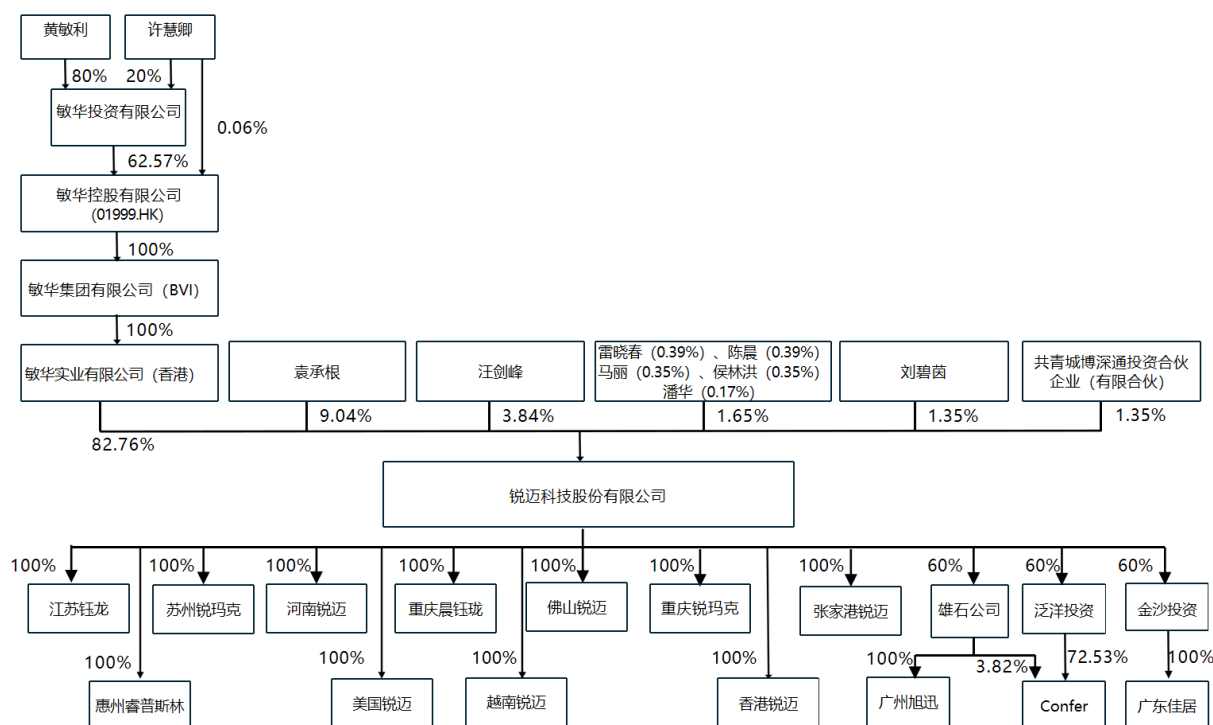 黄敏利
许慧卿
80%
20%
敏华投资有限公司
0.06%
62.57%
敏华控股有限公司
(01999.HK)
100%
敏华集团有限公司（BVI）
100%
敏华实业有限公司（香港）
袁承根
汪剑峰
雷晓春（0.39%）、陈晨（0.39%）
马丽（0.35%）、侯林洪（0.35%）
潘华（0.17%）
刘碧茵
共青城博深通投资合伙
企业（有限合伙）
82.76%
9.04%
3.84%
1.65%
1.35%
1.35%
锐迈科技股份有限公司
100%
100%
100%
100%
100%
100%
100%
60%
60%
60%
江苏钰龙
苏州锐玛克
河南锐迈
重庆晨钰珑
佛山锐迈
重庆锐玛克
张家港锐迈
雄石公司
泛洋投资
金沙投资
100%
100%
100%
100%
100%
3.82%
72.53%
100%
惠州睿普斯林
美国锐迈
越南锐迈
香港锐迈
广州旭迅
Confer
广东佳居